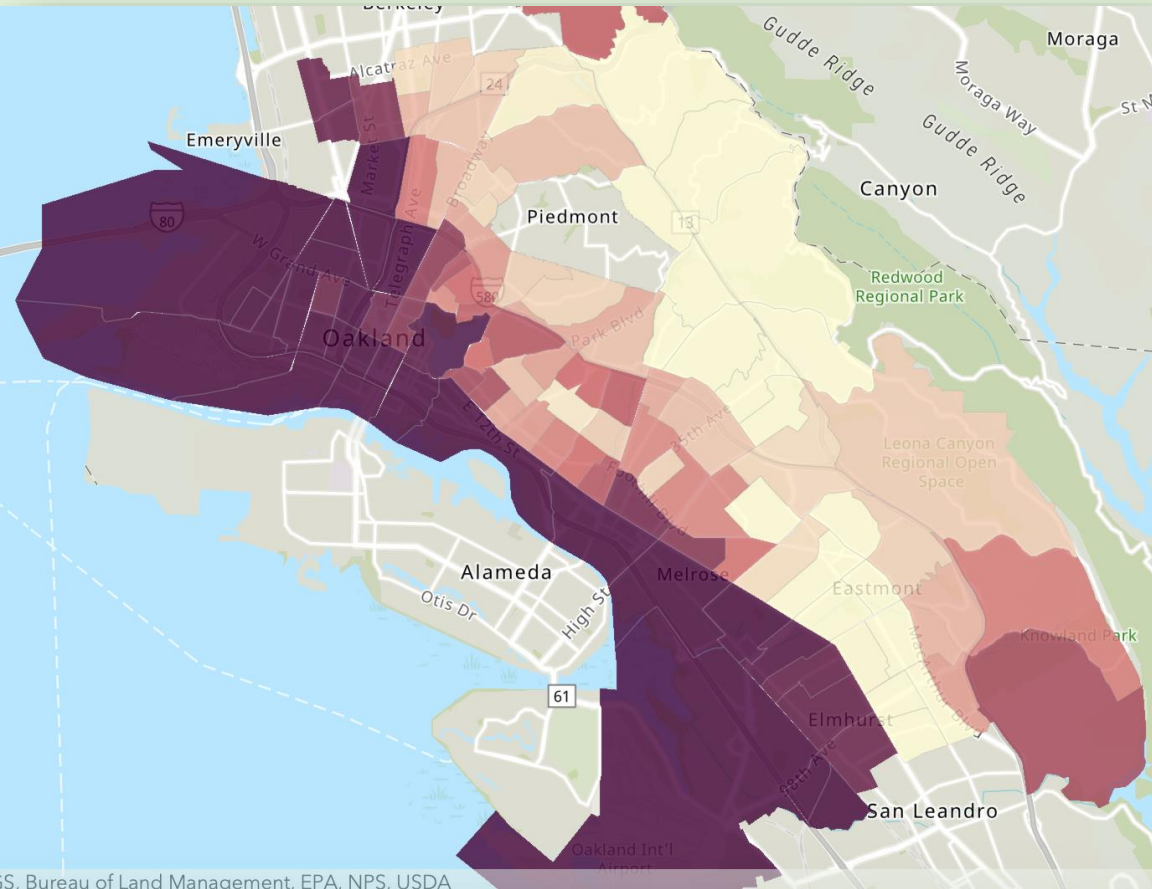 Berkeley
Gudde Ridge
Moraga
Alcatraz Ave
24
Moraga Way
St M
Emeryville
Market St
Broadway
Gudde Ridge
Canyon
80
Piedmont
13
W Grand Ave
Telegraph Ave
580
Redwood
Regional Park
Oakland
Park Blvd
E 12th St
35th Ave
Leona Canyon
Regional Open
Space
Foothill Blvd
Alameda
Melrose
Otis Dr
High St
Eastmont
MacArthur Blvd
Knowland Park
61
Elmhurst
98th Ave
San Leandro
Oakland Int'l
Airport
GS, Bureau of Land Management, EPA, NPS, USDA